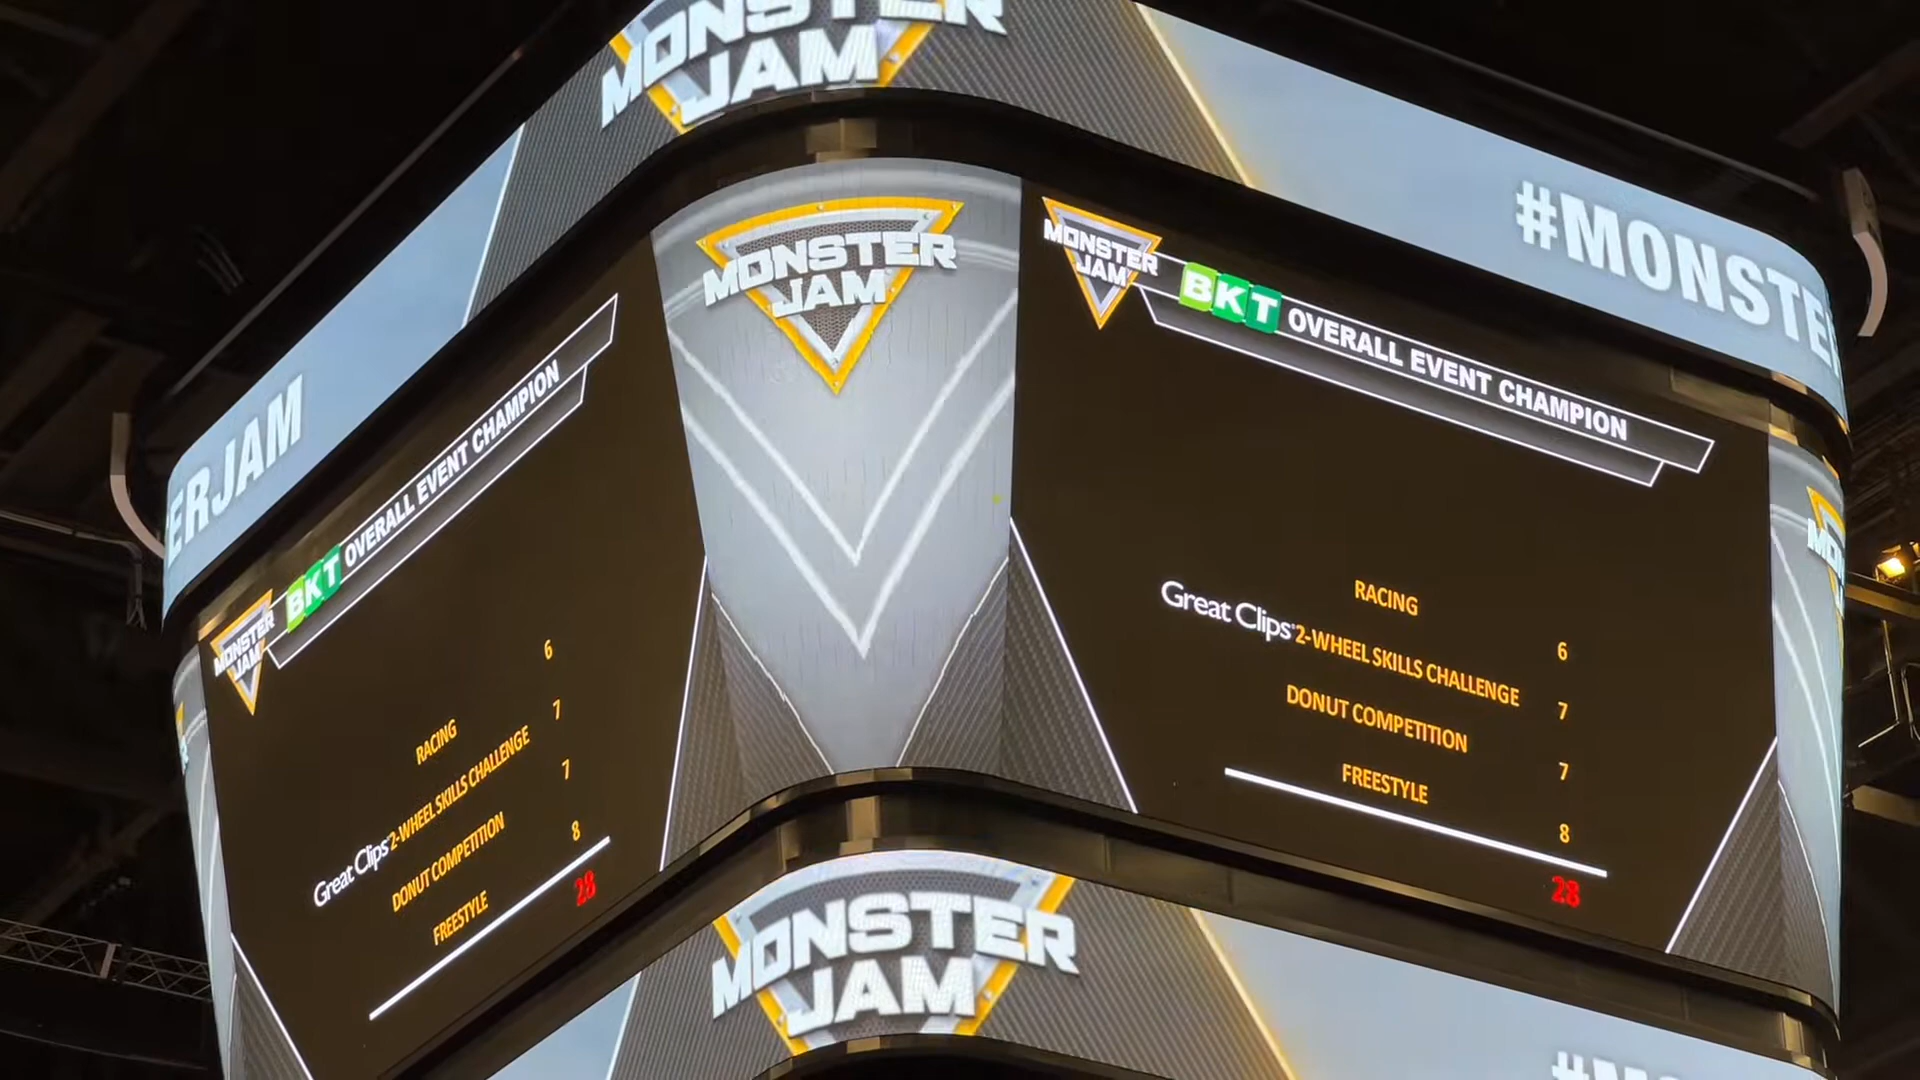 MONSTER
JAM
#MONSTE
ERJAM
MONSTER
JAM
MONSTER
JAM
BKT OVERALL EVENT CHAMPION
RACING 6
Great Clips 2-WHEEL SKILLS CHALLENGE 7
DONUT COMPETITION 7
FREESTYLE 8
28
MONSTER
JAM
BKT OVERALL EVENT CHAMPION
RACING 6
Great Clips 2-WHEEL SKILLS CHALLENGE 7
DONUT COMPETITION 7
FREESTYLE 8
28
MONSTER
JAM